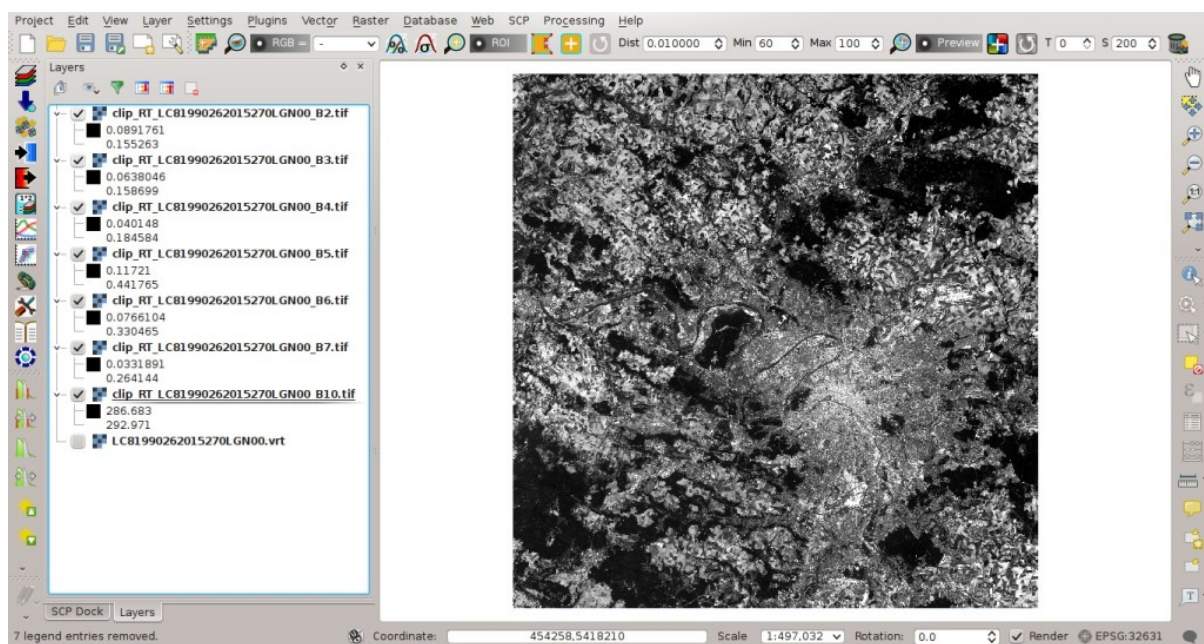 Project Edit View Layer Settings Plugins Vector Raster Database Web SCP Processing Help
RGB = - ROI Dist 0.010000 Min 60 Max 100 Preview T 0 S 200
Layers
clip_RT_LC81990262015270LGN00_B2.tif
0.0891761
0.155263
clip_RT_LC81990262015270LGN00_B3.tif
0.0638046
0.158699
clip_RT_LC81990262015270LGN00_B4.tif
0.040148
0.184584
clip_RT_LC81990262015270LGN00_B5.tif
0.11721
0.441765
clip_RT_LC81990262015270LGN00_B6.tif
0.0766104
0.330465
clip_RT_LC81990262015270LGN00_B7.tif
0.0331891
0.264144
clip_RT_LC81990262015270LGN00_B10.tif
286.683
292.971
LC81990262015270LGN00.vrt
SCP Dock Layers
7 legend entries removed. Coordinate: 454258,5418210 Scale 1:497,032 Rotation: 0.0 Render EPSG:32631